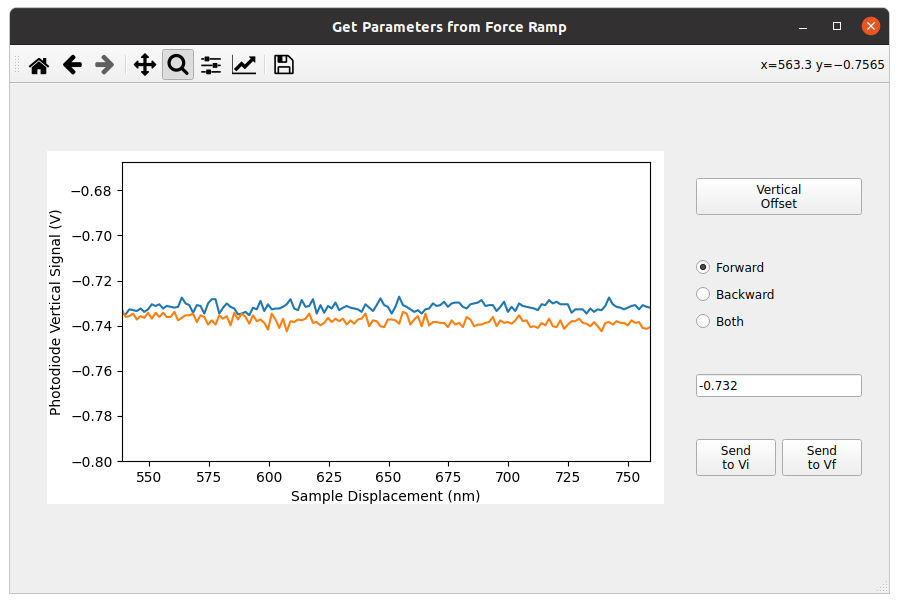 Get Parameters from Force Ramp
x=563.3 y=−0.7565
−0.68
−0.70
−0.72
−0.74
−0.76
−0.78
−0.80
Photodiode Vertical Signal (V)
550 575 600 625 650 675 700 725 750
Sample Displacement (nm)
Vertical
Offset
Forward
Backward
Both
-0.732
Send
to Vi
Send
to Vf